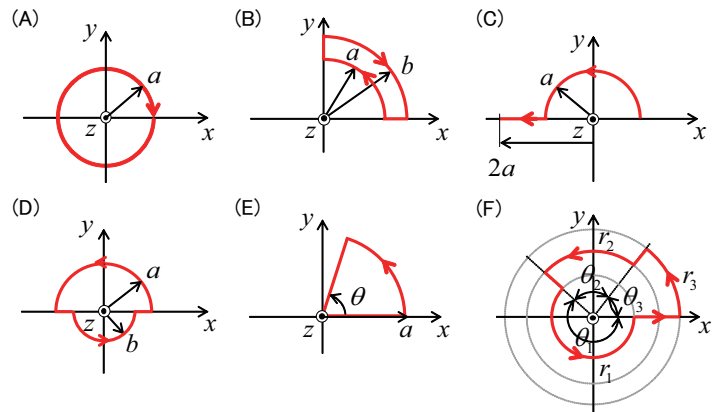 (A)
y
a
z
x
(B)
y
a
b
z
x
(C)
y
a
z
x
2a
(D)
y
a
z
b
x
(E)
y
θ
z
a
x
(F)
y
r₂
r₃
θ₂
θ₃
z
x
θ₁
r₁